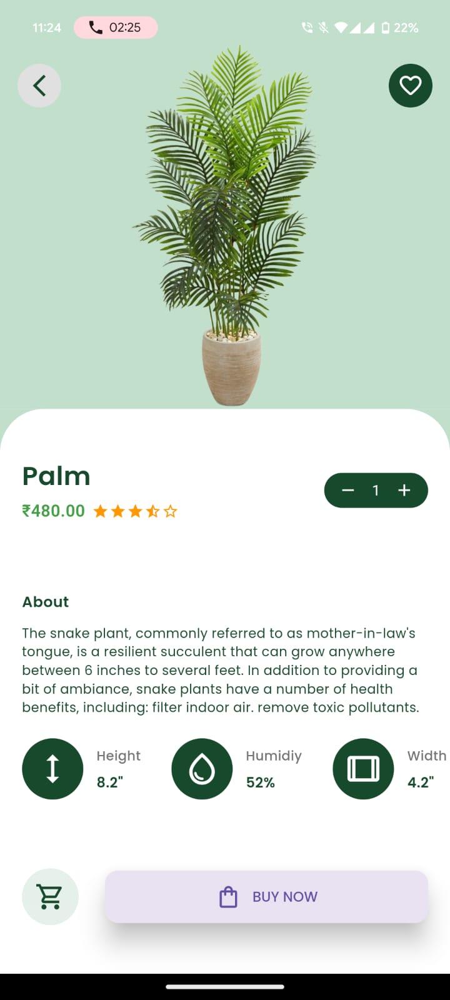 11:24 02:25 22%
Palm
₹480.00
1
About
The snake plant, commonly referred to as mother-in-law's
tongue, is a resilient succulent that can grow anywhere
between 6 inches to several feet. In addition to providing a
bit of ambiance, snake plants have a number of health
benefits, including: filter indoor air. remove toxic pollutants.
Height Humidiy Width
8.2" 52% 4.2"
BUY NOW